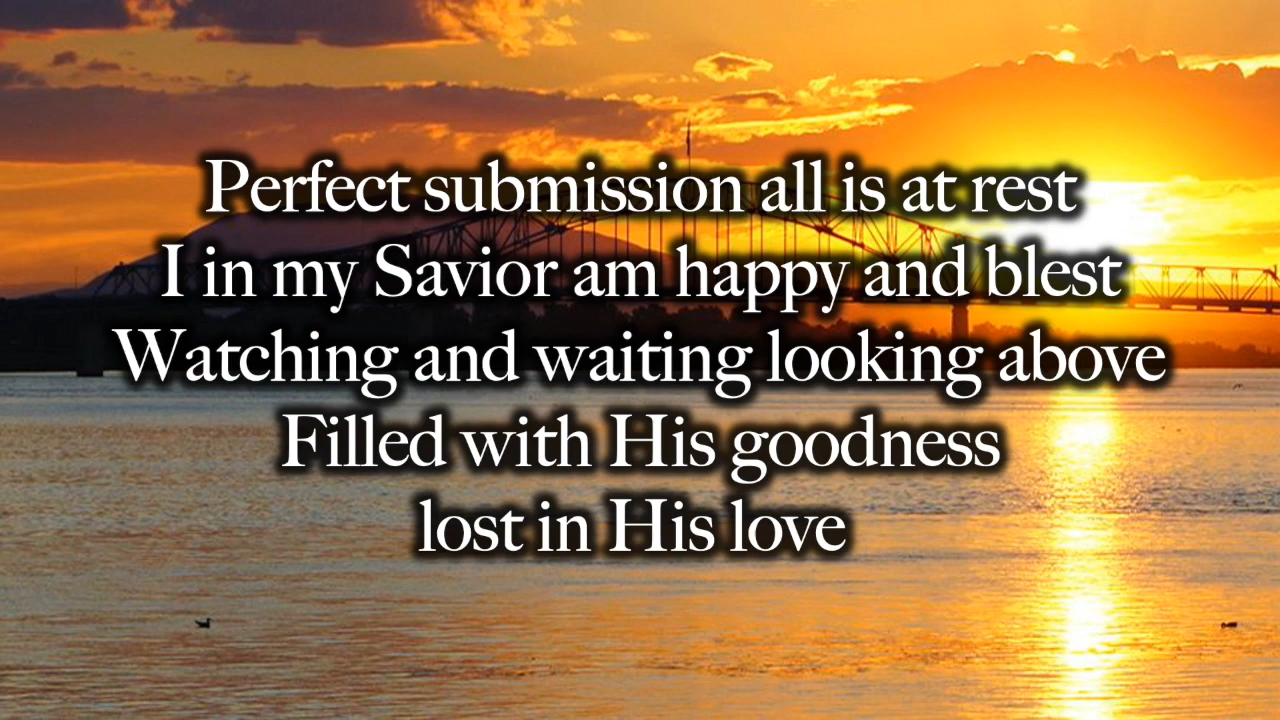 Perfect submission all is at rest
I in my Savior am happy and blest
Watching and waiting looking above
Filled with His goodness
lost in His love